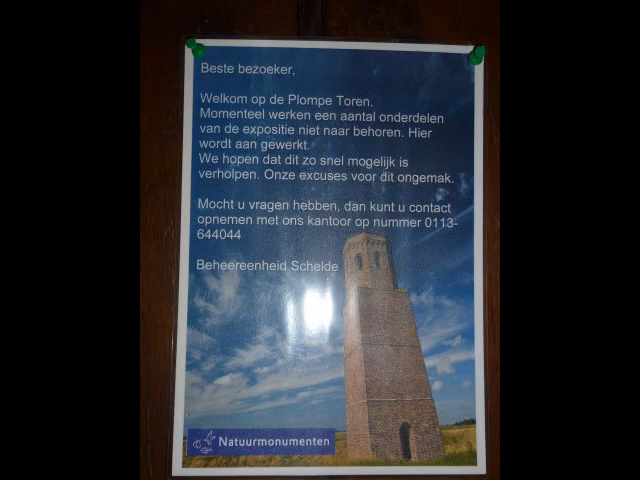 Beste bezoeker,
Welkom op de Plompe Toren.
Momenteel werken een aantal onderdelen
van de expositie niet naar behoren. Hier
wordt aan gewerkt.
We hopen dat dit zo snel mogelijk is
verholpen. Onze excuses voor dit ongemak.
Mocht u vragen hebben, dan kunt u contact
opnemen met ons kantoor op nummer 0113-
644044
Beheereenheid Schelde
Natuurmonumenten